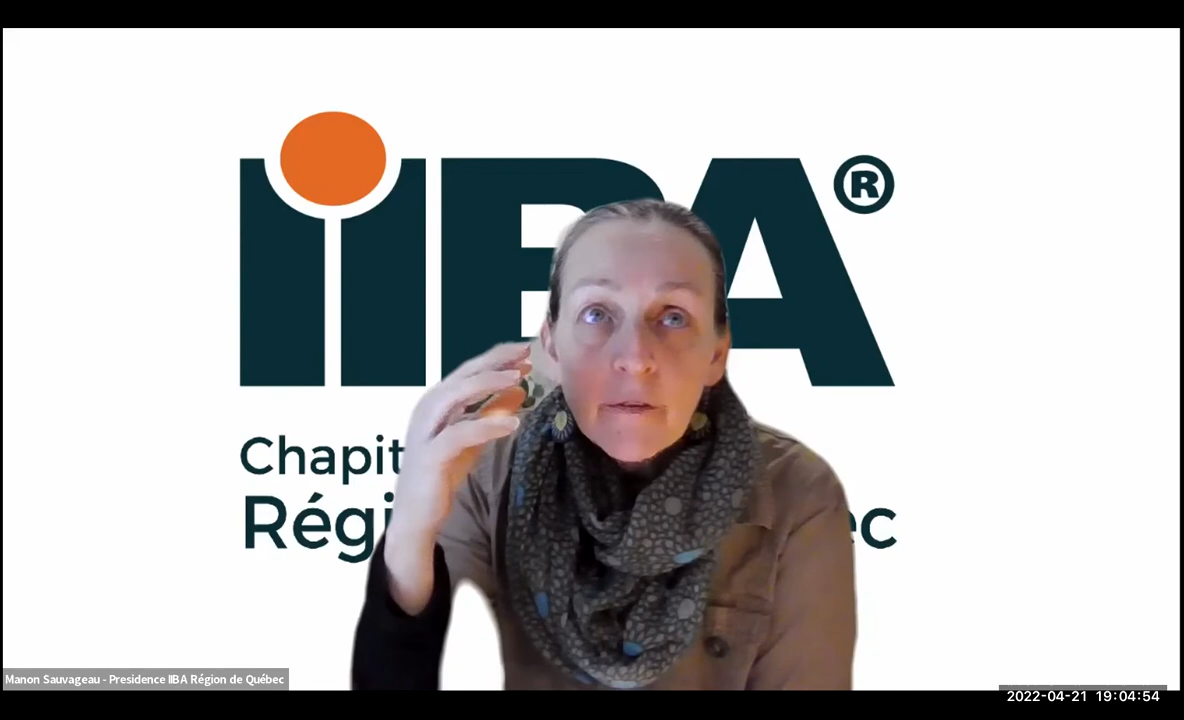 IIBA®
Chapit
Régi ec
Manon Sauvageau - Presidence IIBA Région de Québec
2022-04-21 19:04:54